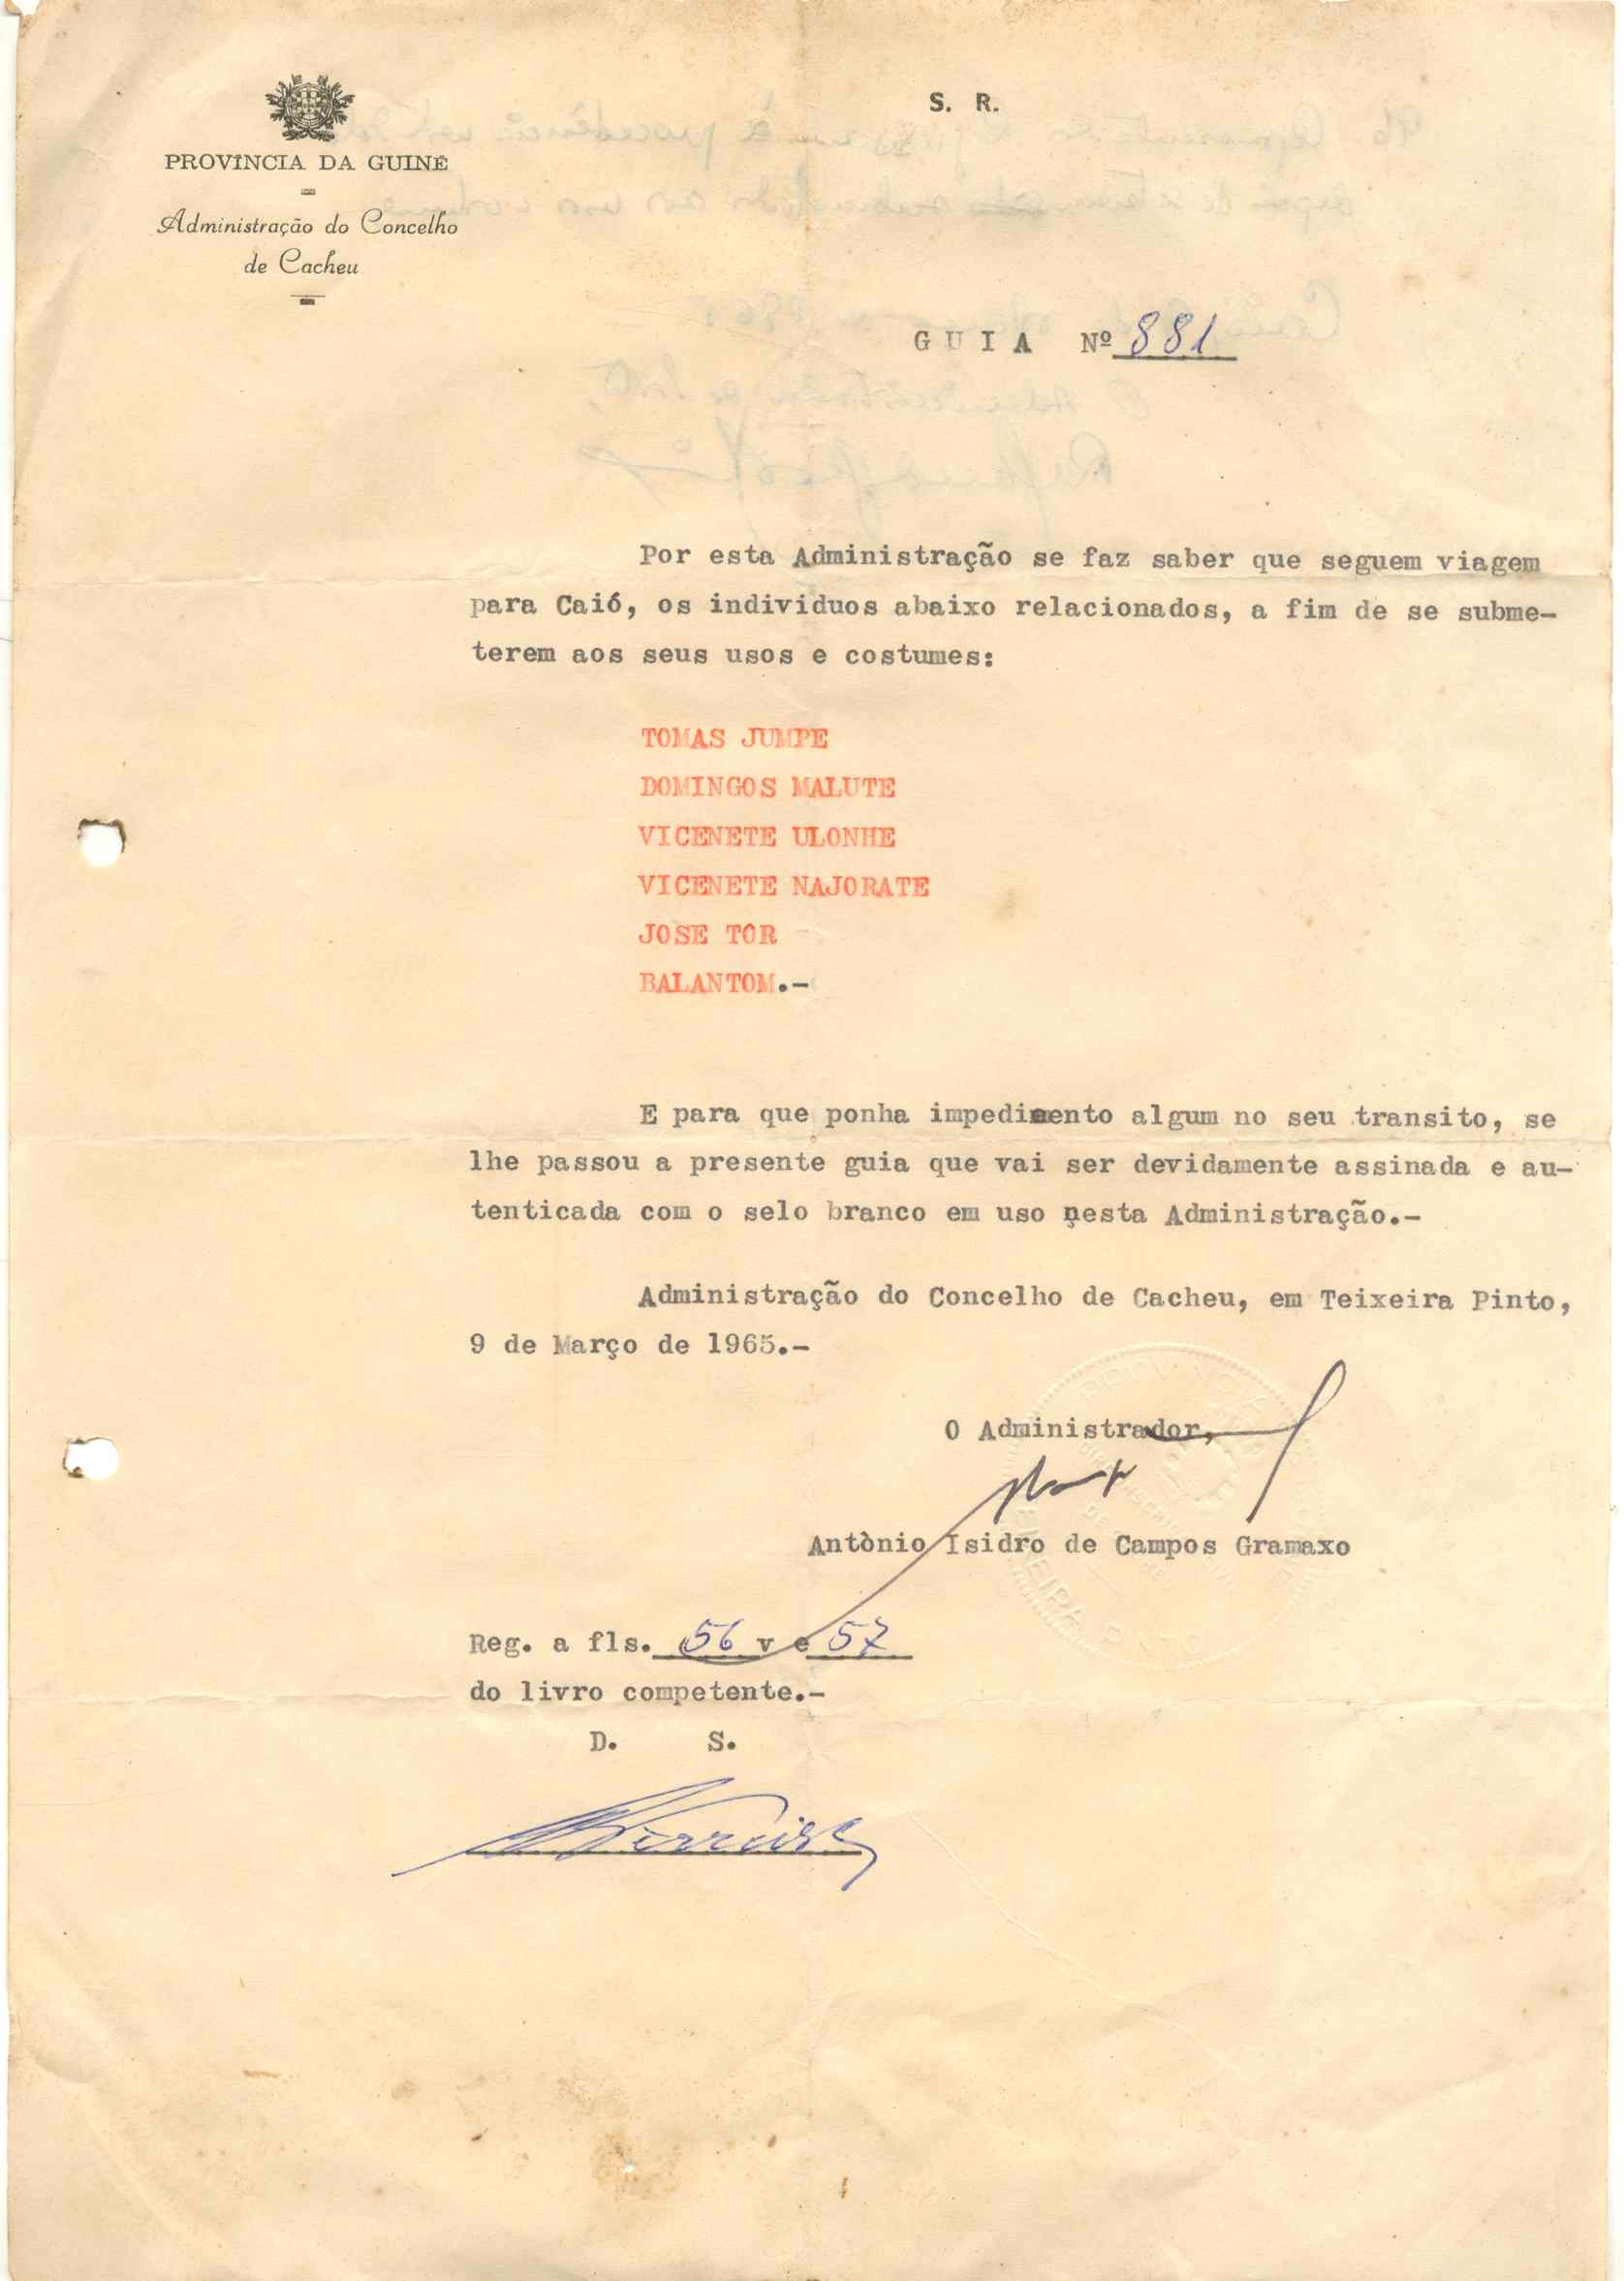 S. R.
PROVÍNCIA DA GUINÉ
Administração do Concelho
de Cacheu
GUIA Nº 881
Por esta Administração se faz saber que seguem viagem
para Caió, os individuos abaixo relacionados, a fim de se subme-
terem aos seus usos e costumes:
TOMAS JUMPE
DOMINGOS MALUTE
VICENETE ULONHE
VICENETE NAJORATE
JOSE TOR
BALANTOM.-
E para que ponha impedimento algum no seu transito, se
lhe passou a presente guia que vai ser devidamente assinada e au-
tenticada com o selo branco em uso nesta Administração.-
Administração do Concelho de Cacheu, em Teixeira Pinto,
9 de Março de 1965.-
O Administrador,
Antònio Isidro de Campos Gramaxo
Reg. a fls. 56 v e 57
do livro competente.-
D. S.